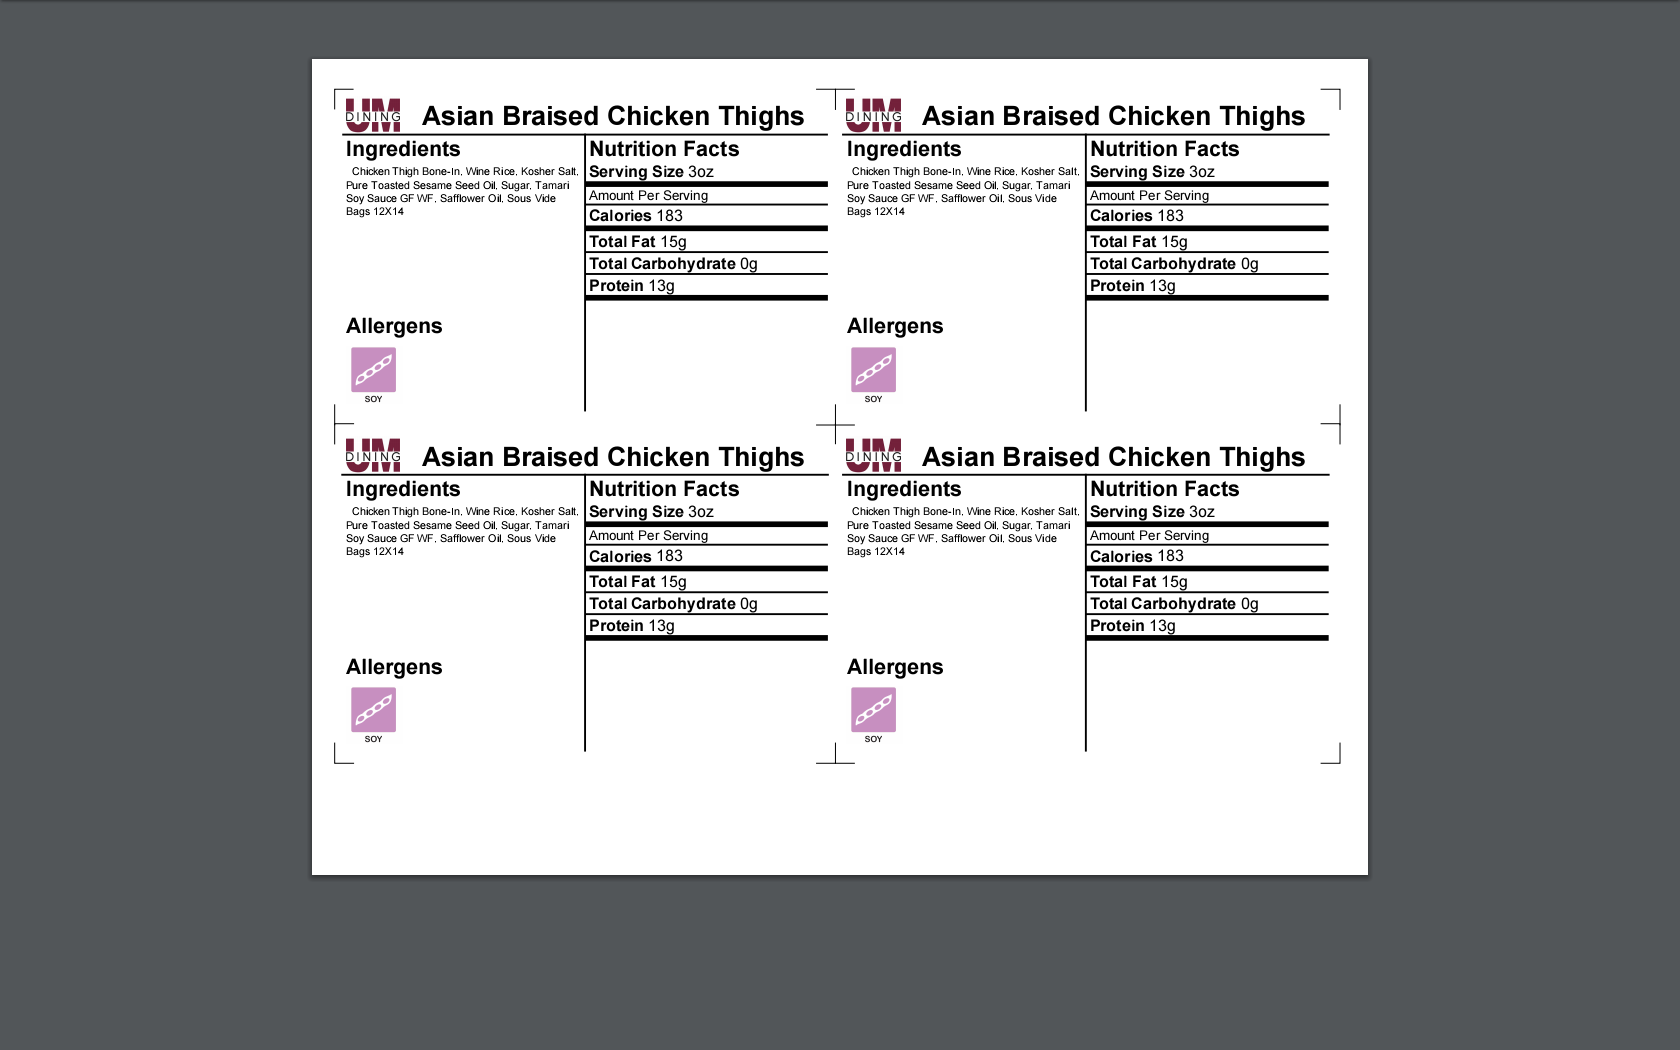 UM DINING
Asian Braised Chicken Thighs
Ingredients
Chicken Thigh Bone-In, Wine Rice, Kosher Salt,
Pure Toasted Sesame Seed Oil, Sugar, Tamari
Soy Sauce GF WF, Safflower Oil, Sous Vide
Bags 12X14
Allergens
SOY
Nutrition Facts
Serving Size 3oz
Amount Per Serving
Calories 183
Total Fat 15g
Total Carbohydrate 0g
Protein 13g
UM DINING
Asian Braised Chicken Thighs
Ingredients
Chicken Thigh Bone-In, Wine Rice, Kosher Salt,
Pure Toasted Sesame Seed Oil, Sugar, Tamari
Soy Sauce GF WF, Safflower Oil, Sous Vide
Bags 12X14
Allergens
SOY
Nutrition Facts
Serving Size 3oz
Amount Per Serving
Calories 183
Total Fat 15g
Total Carbohydrate 0g
Protein 13g
UM DINING
Asian Braised Chicken Thighs
Ingredients
Chicken Thigh Bone-In, Wine Rice, Kosher Salt,
Pure Toasted Sesame Seed Oil, Sugar, Tamari
Soy Sauce GF WF, Safflower Oil, Sous Vide
Bags 12X14
Allergens
SOY
Nutrition Facts
Serving Size 3oz
Amount Per Serving
Calories 183
Total Fat 15g
Total Carbohydrate 0g
Protein 13g
UM DINING
Asian Braised Chicken Thighs
Ingredients
Chicken Thigh Bone-In, Wine Rice, Kosher Salt,
Pure Toasted Sesame Seed Oil, Sugar, Tamari
Soy Sauce GF WF, Safflower Oil, Sous Vide
Bags 12X14
Allergens
SOY
Nutrition Facts
Serving Size 3oz
Amount Per Serving
Calories 183
Total Fat 15g
Total Carbohydrate 0g
Protein 13g